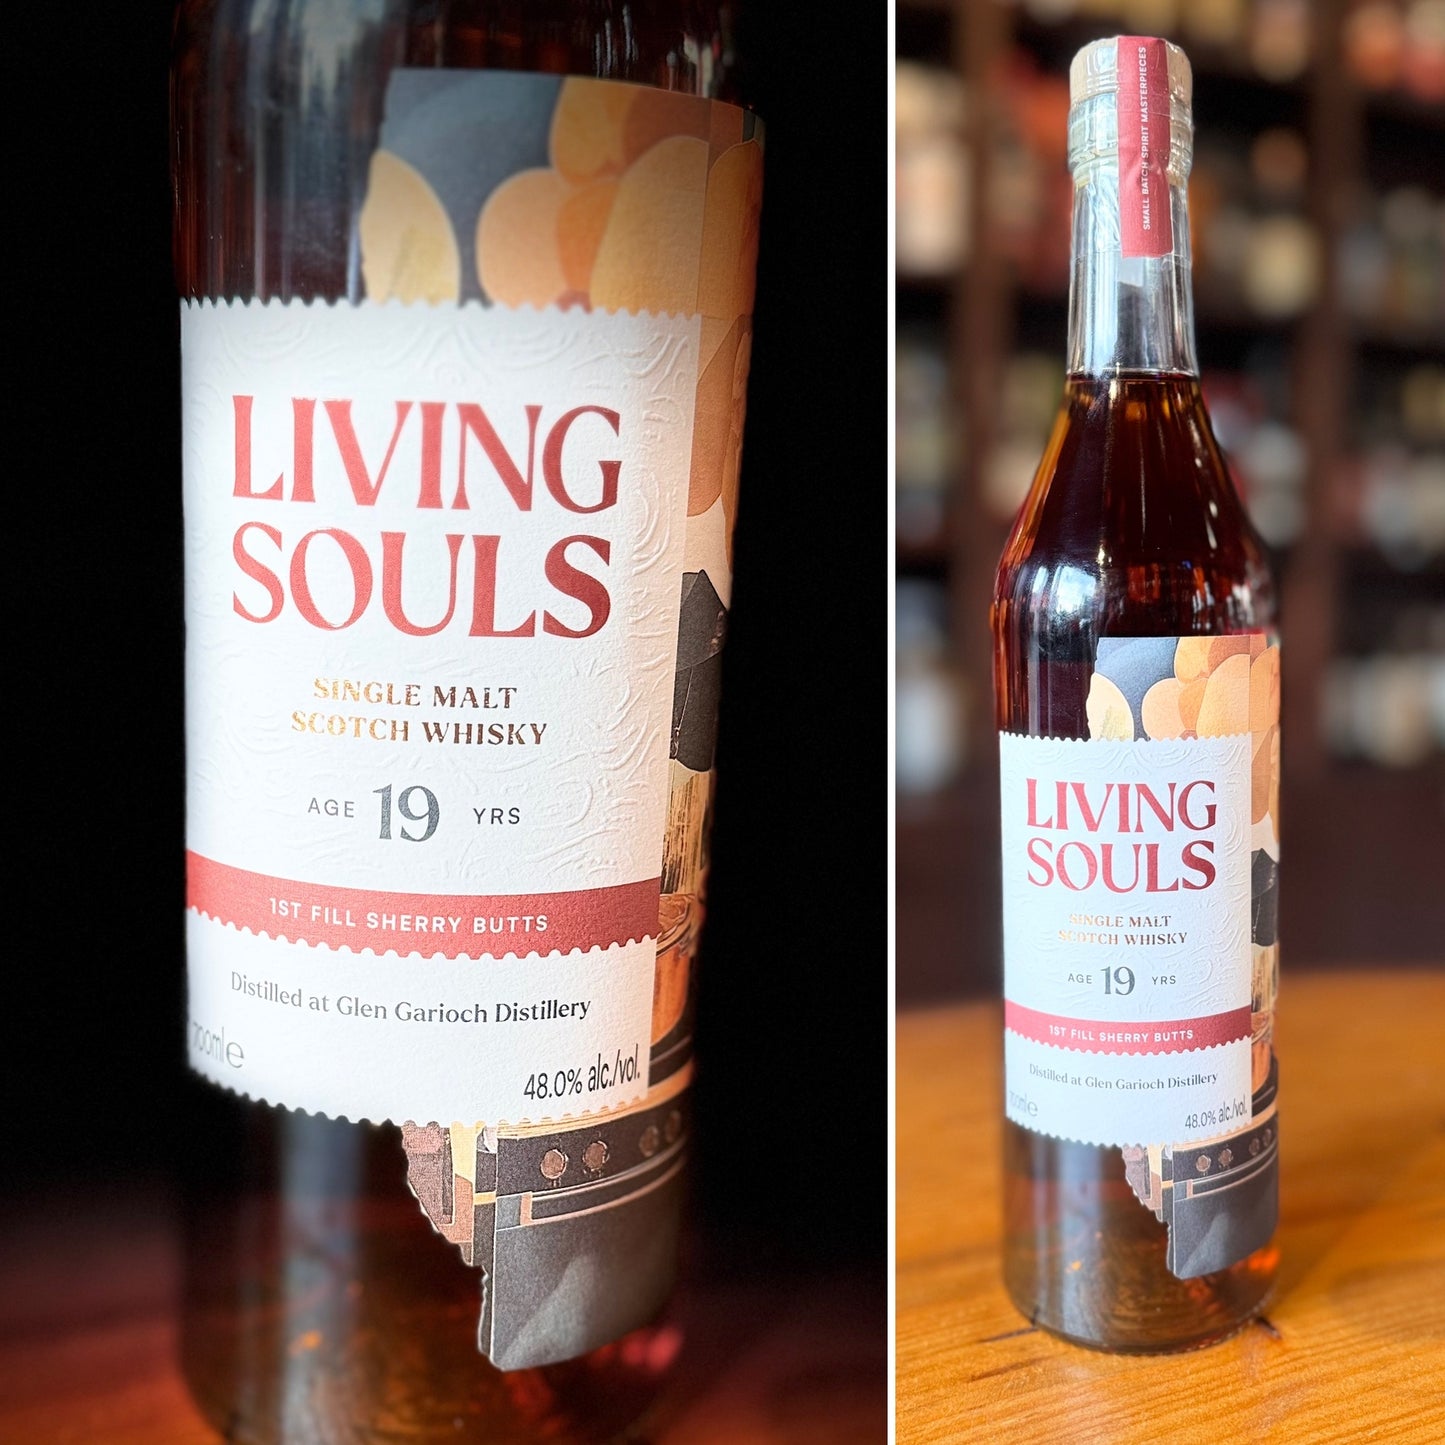 LIVING
SOULS
SINGLE MALT
SCOTCH WHISKY
AGE 19 YRS
1ST FILL SHERRY BUTTS
Distilled at Glen Garioch Distillery
700ml e
48.0% alc./vol.
SMALL BATCH SPIRIT MASTERPIECES
LIVING
SOULS
SINGLE MALT
SCOTCH WHISKY
AGE 19 YRS
1ST FILL SHERRY BUTTS
Distilled at Glen Garioch Distillery
700ml e
48.0% alc./vol.